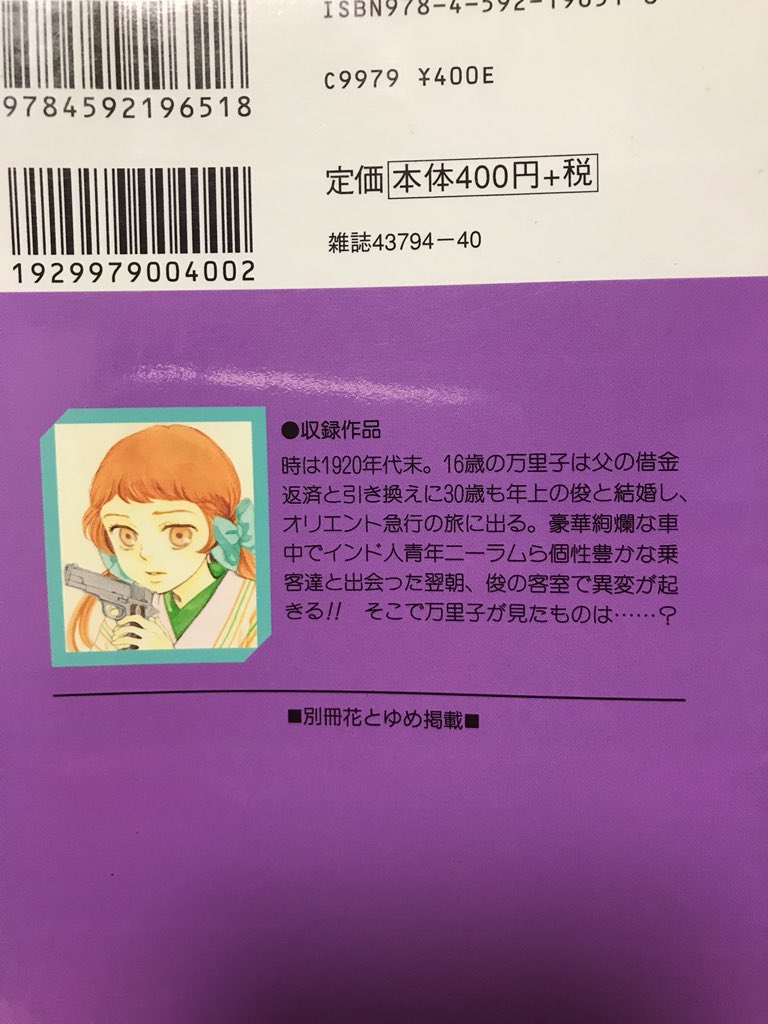 ISBN978-4-592-19651-8
9784592196518
C9979 ¥400E
定価 本体400円+税
雑誌43794-40
1929979004002
●収録作品
時は1920年代末。16歳の万里子は父の借金
返済と引き換えに30歳も年上の俊と結婚し、
オリエント急行の旅に出る。豪華絢爛な車
中でインド人青年ニーラムら個性豊かな乗
客達と出会った翌朝、俊の客室で異変が起
きる!! そこで万里子が見たものは……?
■別冊花とゆめ掲載■